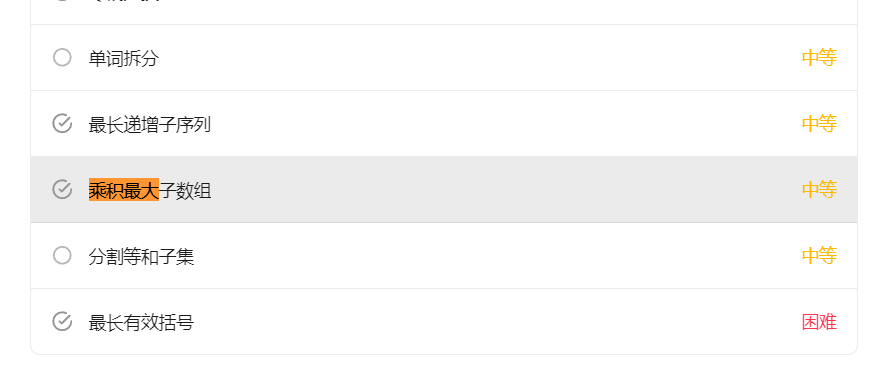 单词拆分 中等
最长递增子序列 中等
乘积最大子数组 中等
分割等和子集 中等
最长有效括号 困难